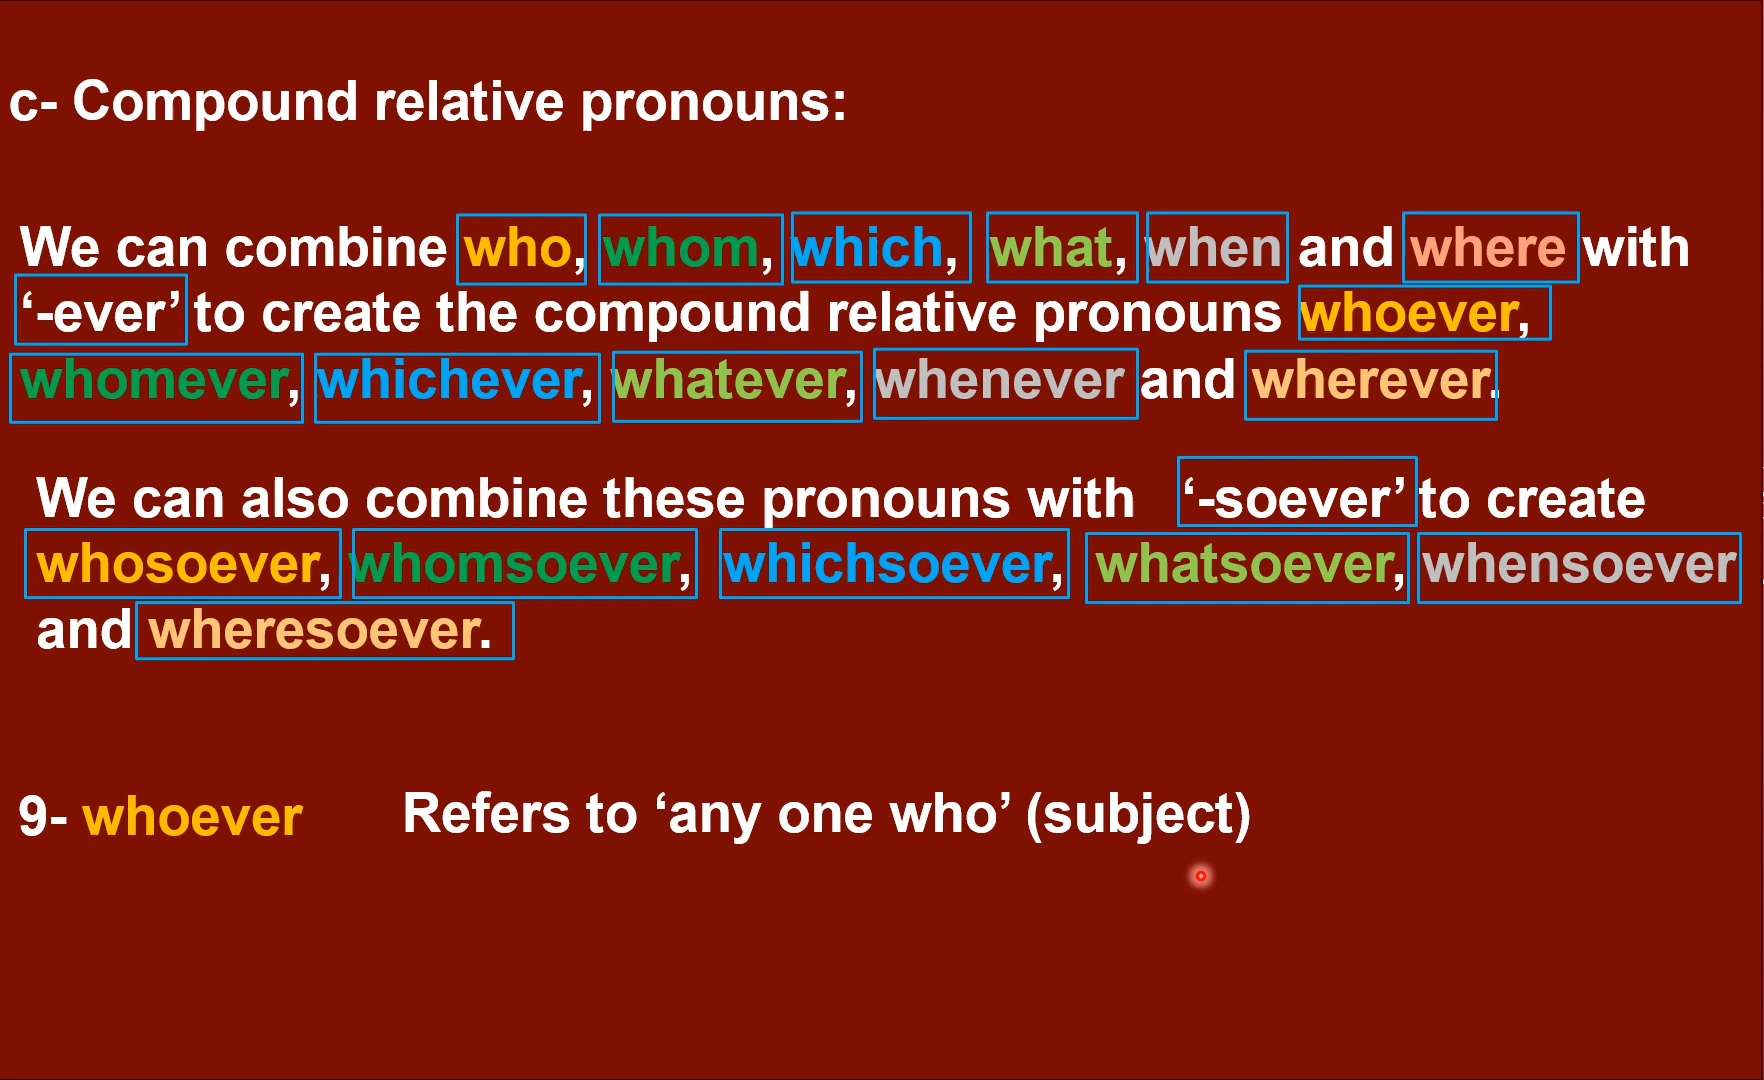 c- Compound relative pronouns:
We can combine who, whom, which, what, when and where with
‘-ever’ to create the compound relative pronouns whoever,
whomever, whichever, whatever, whenever and wherever.
We can also combine these pronouns with ‘-soever’ to create
whosoever, whomsoever, whichsoever, whatsoever, whensoever
and wheresoever.
9- whoever Refers to ‘any one who’ (subject)